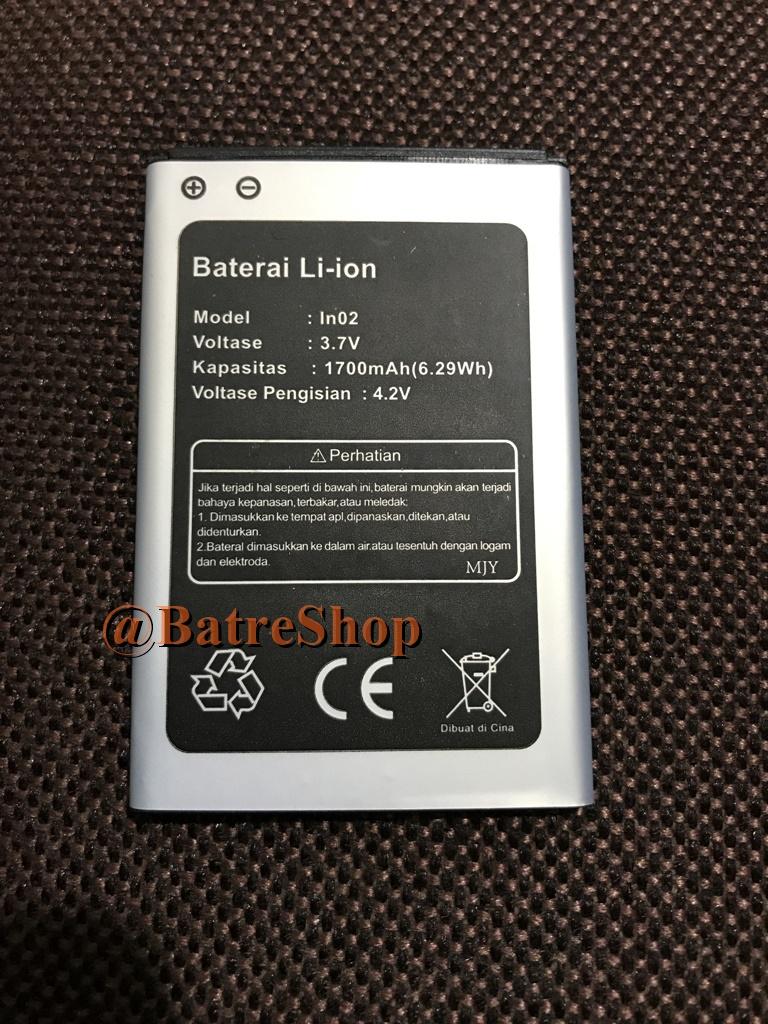 Baterai Li-ion
Model : In02
Voltase : 3.7V
Kapasitas : 1700mAh(6.29Wh)
Voltase Pengisian : 4.2V
⚠ Perhatian
Jika terjadi hal seperti di bawah ini,baterai mungkin akan terjadi
bahaya kepanasan,terbakar,atau meledak:
1. Dimasukkan ke tempat apl,dipanaskan,ditekan,atau
didenturkan.
2.Bateral dimasukkan ke dalam air.atau tesentuh dengan logam
dan elektroda.
MJY
@BatreShop
CE
Dibuat di Cina